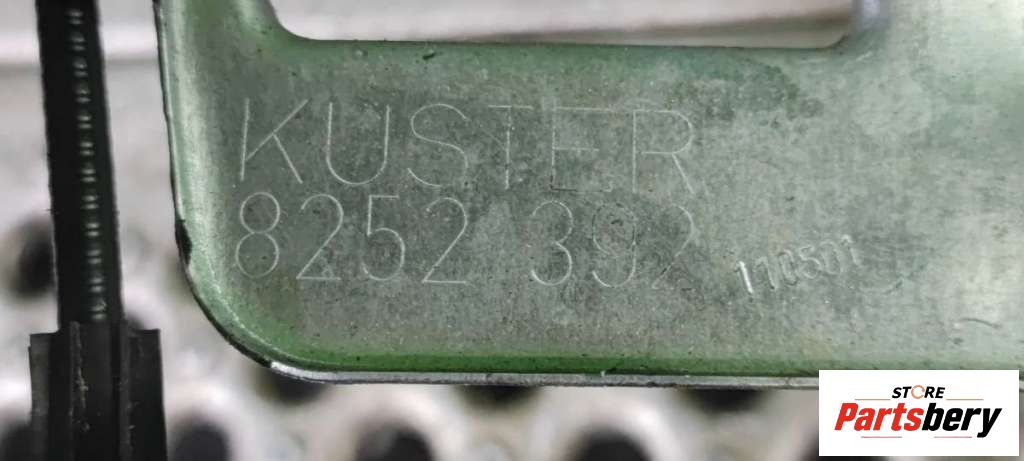 KUSTER
8252 392
110501
STORE
Partsbery